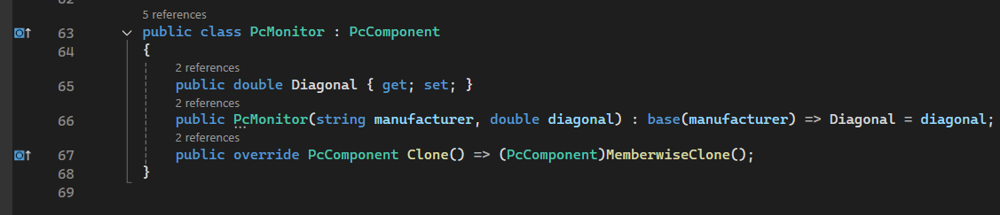 62
5 references
63 public class PcMonitor : PcComponent
64 {
2 references
65 public double Diagonal { get; set; }
2 references
66 public PcMonitor(string manufacturer, double diagonal) : base(manufacturer) => Diagonal = diagonal;
2 references
67 public override PcComponent Clone() => (PcComponent)MemberwiseClone();
68 }
69